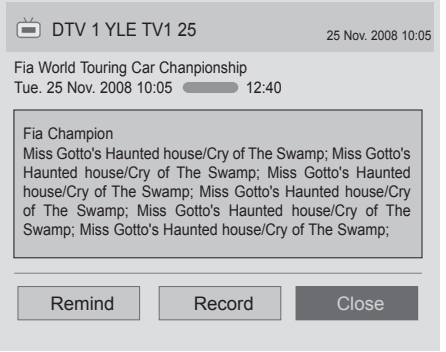 DTV 1 YLE TV1 25
25 Nov. 2008 10:05
Fia World Touring Car Chanpionship
Tue. 25 Nov. 2008 10:05 12:40
Fia Champion
Miss Gotto's Haunted house/Cry of The Swamp; Miss Gotto's
Haunted house/Cry of The Swamp; Miss Gotto's Haunted
house/Cry of The Swamp; Miss Gotto's Haunted house/Cry
of The Swamp; Miss Gotto's Haunted house/Cry of The
Swamp; Miss Gotto's Haunted house/Cry of The Swamp;
Remind Record Close